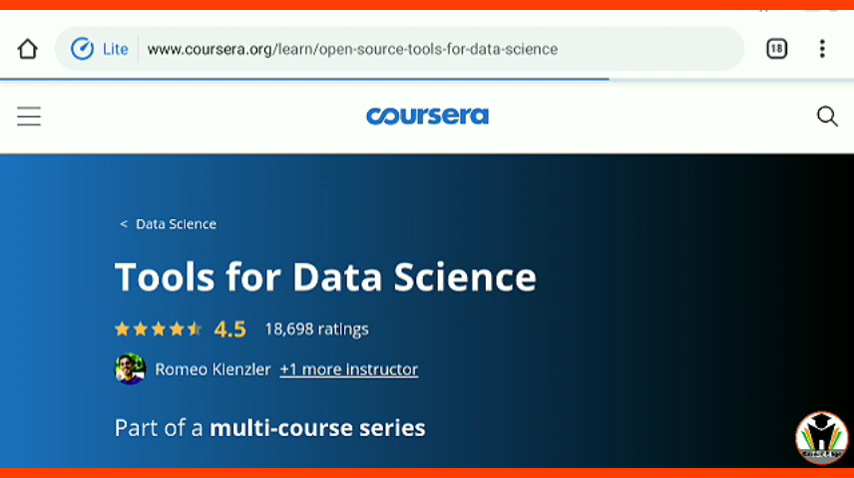 Lite www.coursera.org/learn/open-source-tools-for-data-science 18
coursera
< Data Science
Tools for Data Science
4.5 18,698 ratings
Romeo Kienzler +1 more instructor
Part of a multi-course series